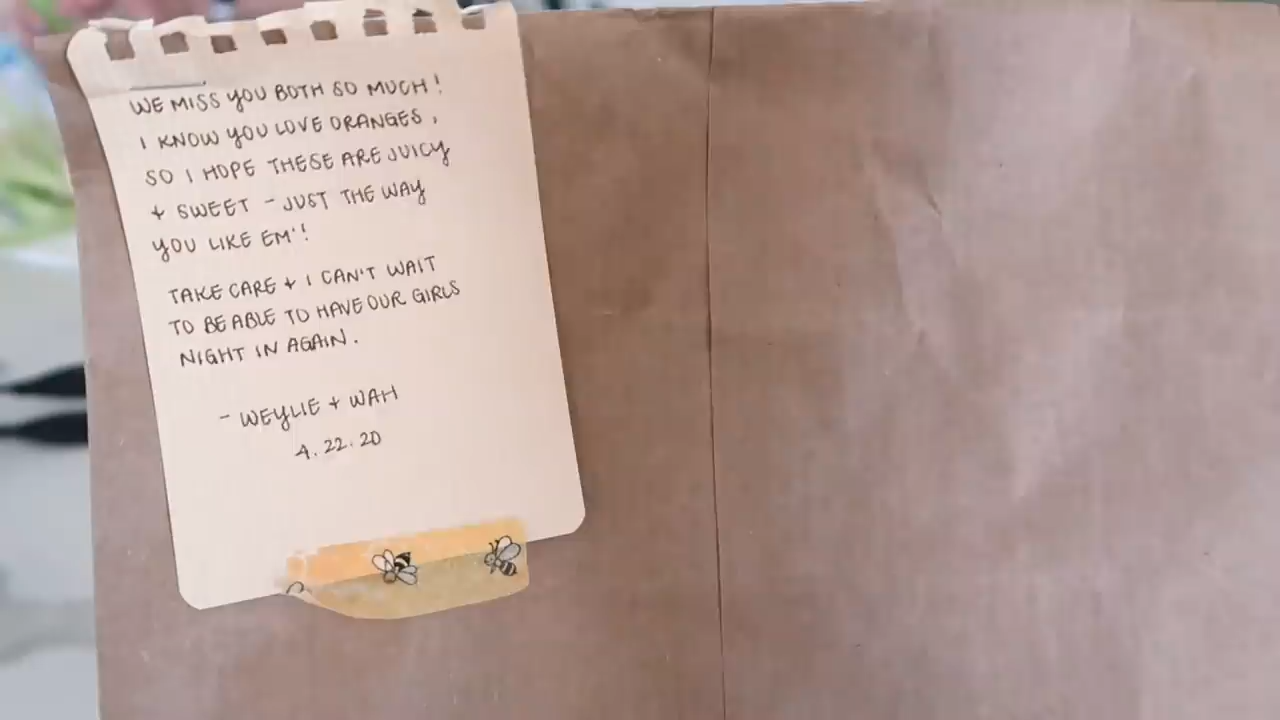 WE MISS YOU BOTH SO MUCH!
I KNOW YOU LOVE ORANGES,
SO I HOPE THESE ARE JUICY
+ SWEET - JUST THE WAY
YOU LIKE EM'!
TAKE CARE + I CAN'T WAIT
TO BE ABLE TO HAVE OUR GIRLS
NIGHT IN AGAIN.
- WEYLIE + WAH
4.22.20